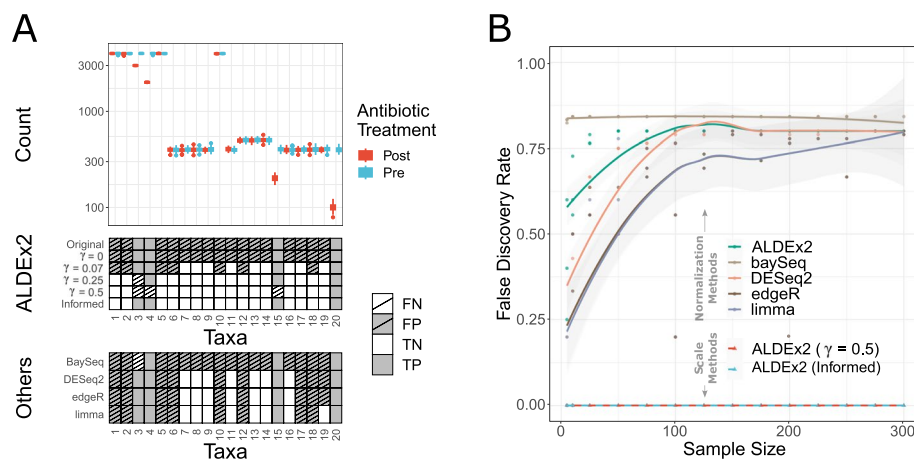 A
Count
3000
1000
300
100
Antibiotic
Treatment
Post
Pre
ALDEx2
Original
γ = 0
γ = 0.07
γ = 0.25
γ = 0.5
Informed
1 2 3 4 5 6 7 8 9 10 11 12 13 14 15 16 17 18 19 20
Taxa
FN
FP
TN
TP
Others
BaySeq
DESeq2
edgeR
limma
1 2 3 4 5 6 7 8 9 10 11 12 13 14 15 16 17 18 19 20
Taxa
B
False Discovery Rate
1.00
0.75
0.50
0.25
0.00
Normalization
Methods
ALDEx2
baySeq
DESeq2
edgeR
limma
Scale
Methods
ALDEx2 (γ = 0.5)
ALDEx2 (Informed)
0 100 200 300
Sample Size